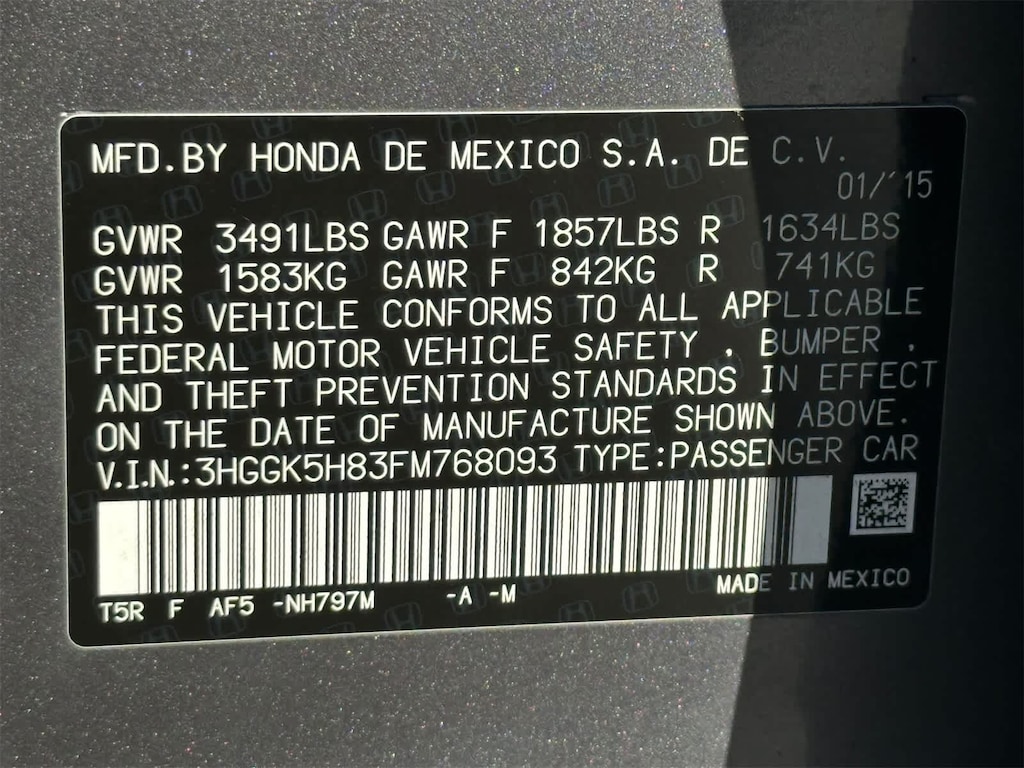 MFD.BY HONDA DE MEXICO S.A. DE C.V.
01/'15
GVWR 3491LBS GAWR F 1857LBS R 1634LBS
GVWR 1583KG GAWR F 842KG R 741KG
THIS VEHICLE CONFORMS TO ALL APPLICABLE
FEDERAL MOTOR VEHICLE SAFETY , BUMPER ,
AND THEFT PREVENTION STANDARDS IN EFFECT
ON THE DATE OF MANUFACTURE SHOWN ABOVE.
V.I.N.:3HGGK5H83FM768093 TYPE:PASSENGER CAR
MADE IN MEXICO
T5R F AF5 -NH797M -A -M